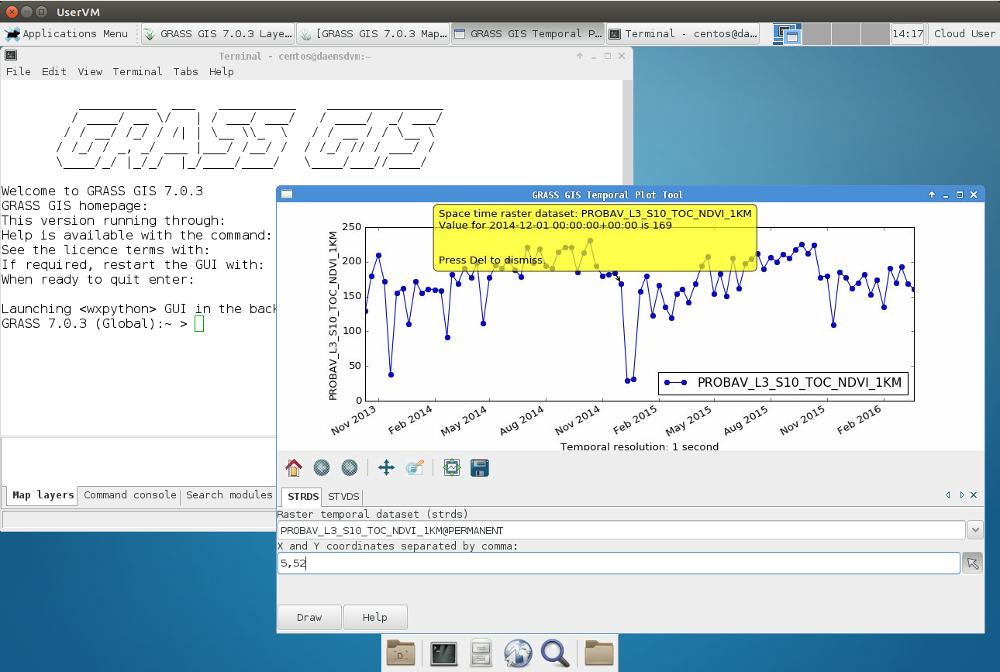 UserVM
Applications Menu
GRASS GIS 7.0.3 Laye...
[GRASS GIS 7.0.3 Map...
GRASS GIS Temporal P...
Terminal - centos@da...
14:17
Cloud User
Terminal - centos@daemsdvm:~
File Edit View Terminal Tabs Help
GRASS GIS
Welcome to GRASS GIS 7.0.3
GRASS GIS homepage:
This version running through:
Help is available with the command:
See the licence terms with:
If required, restart the GUI with:
When ready to quit enter:
Launching <wxpython> GUI in the back
GRASS 7.0.3 (Global):~ >
Map layers
Command console
Search modules
GRASS GIS Temporal Plot Tool
Space time raster dataset: PROBAV_L3_S10_TOC_NDVI_1KM
Value for 2014-12-01 00:00:00+00:00 is 169
Press Del to dismiss.
PROBAV_L3_S10_TOC_NDVI_1KM
250
200
150
100
50
0
PROBAV_L3_S10_TOC_NDVI_1KM
Nov 2013
Feb 2014
May 2014
Aug 2014
Nov 2014
Feb 2015
May 2015
Aug 2015
Nov 2015
Feb 2016
Temporal resolution: 1 second
STRDS
STVDS
Raster temporal dataset (strds)
PROBAV_L3_S10_TOC_NDVI_1KM@PERMANENT
X and Y coordinates separated by comma:
5,52
Draw
Help